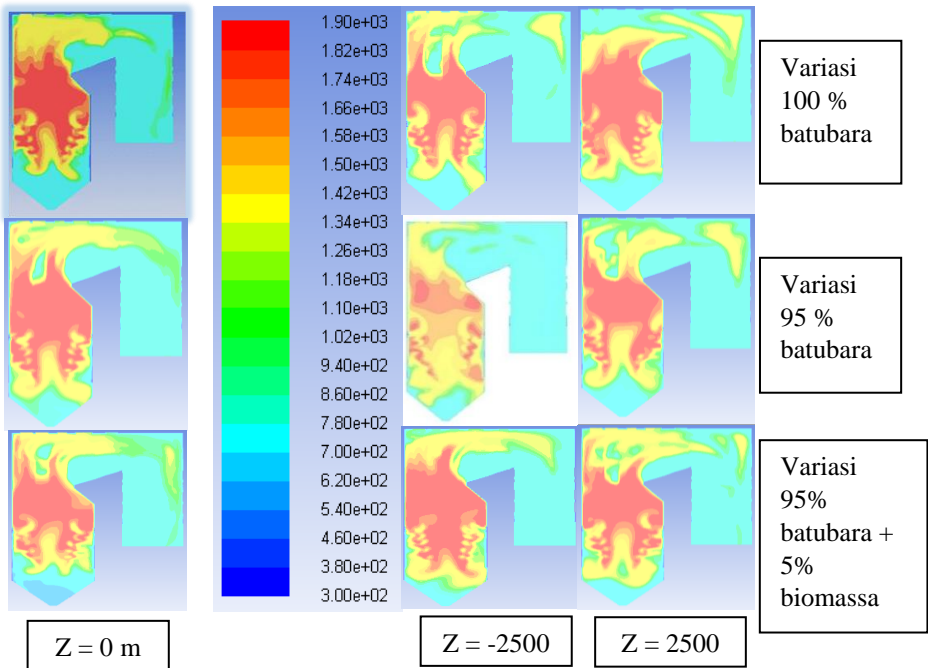 1.90e+03
1.82e+03
1.74e+03
1.66e+03
1.58e+03
1.50e+03
1.42e+03
1.34e+03
1.26e+03
1.18e+03
1.10e+03
1.02e+03
9.40e+02
8.60e+02
7.80e+02
7.00e+02
6.20e+02
5.40e+02
4.60e+02
3.80e+02
3.00e+02
Variasi
100 %
batubara
Variasi
95 %
batubara
Variasi
95%
batubara +
5%
biomassa
Z = 0 m
Z = -2500
Z = 2500